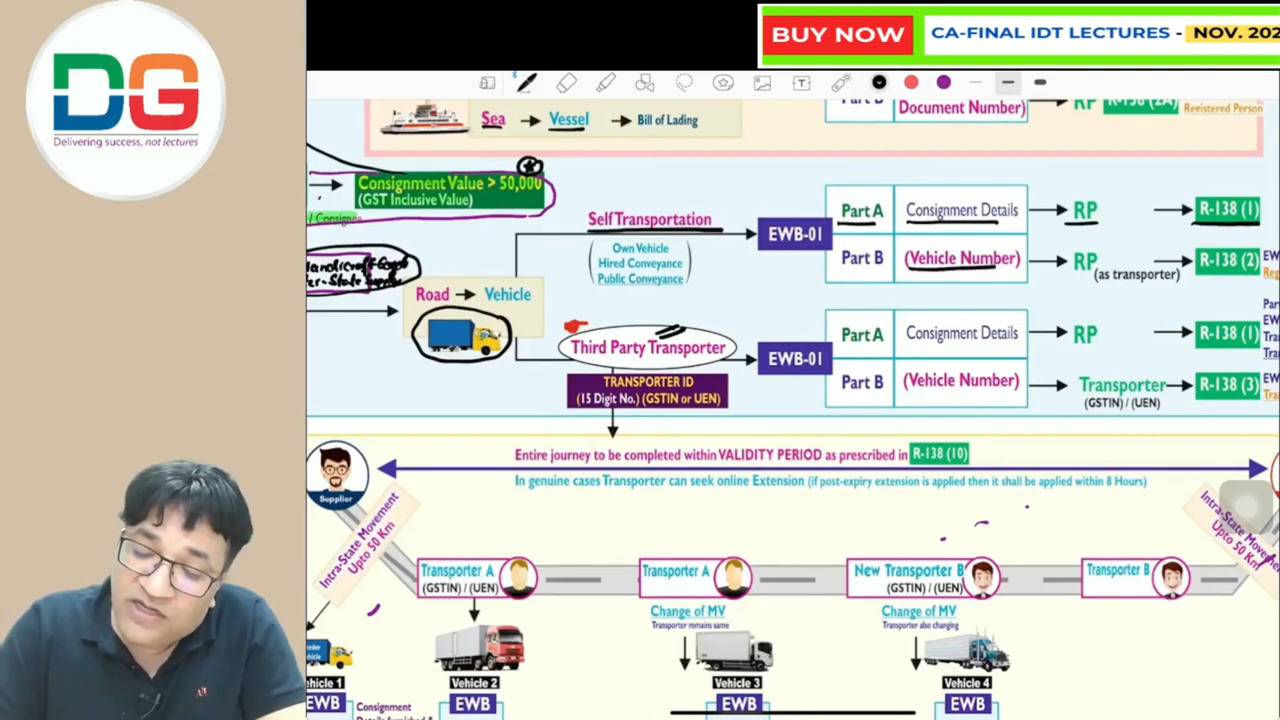 DG
Delivering success, not lectures
BUY NOW
CA-FINAL IDT LECTURES - NOV. 202
Sea
Vessel
Bill of Lading
Part B
Document Number)
RP
R-138 (2A)
Registered Person
Consignment Value > 50,000
(GST Inclusive Value)
/ Consignee
Self Transportation
Own Vehicle
Hired Conveyance
Public Conveyance
EWB-01
Part A
Consignment Details
RP
R-138 (1)
Part B
(Vehicle Number)
RP
(as transporter)
R-138 (2)
Road
Vehicle
Third Party Transporter
TRANSPORTER ID
(15 Digit No.) (GSTIN or UEN)
EWB-01
Part A
Consignment Details
RP
R-138 (1)
Part B
(Vehicle Number)
Transporter
(GSTIN) / (UEN)
R-138 (3)
Entire journey to be completed within VALIDITY PERIOD as prescribed in R-138 (10)
In genuine cases Transporter can seek online Extension (if post-expiry extension is applied then it shall be applied within 8 Hours)
Supplier
Intra-State Movement
Upto 50 Km
Intra-State Movement
Upto 50 Km
Transporter A
(GSTIN) / (UEN)
Transporter A
New Transporter B
(GSTIN) / (UEN)
Transporter B
Change of MV
Transporter remains same
Change of MV
Transporter also changing
Vehicle 2
Vehicle 3
Vehicle 4
EWB
EWB
EWB
EWB
Consignment